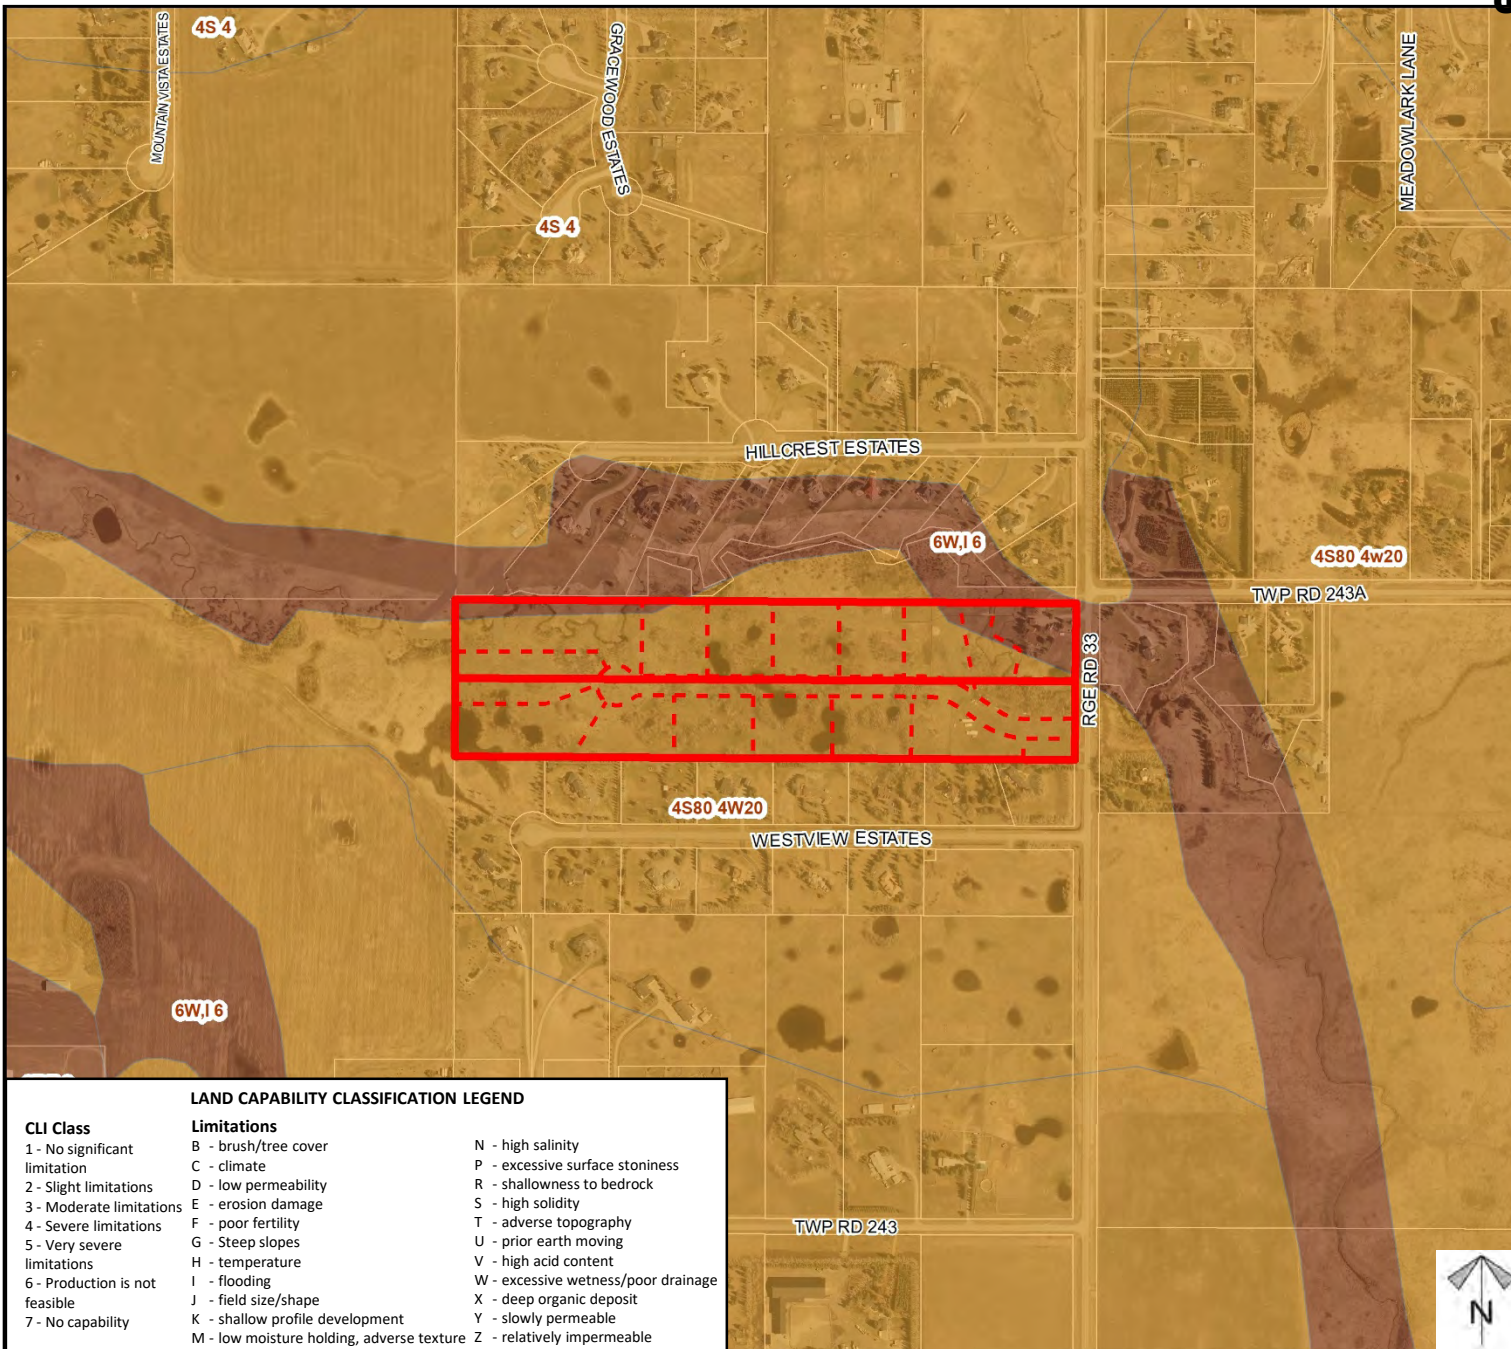 4S 4
MOUNTAIN VISTA ESTATES
GRACEWOOD ESTATES
MEADOWLARK LANE
4S 4
HILLCREST ESTATES
6W,I 6
4S80 4w20
TWP RD 243A
RGE RD 33
4S80 4W20
WESTVIEW ESTATES
6W,I 6
TWP RD 243
N
LAND CAPABILITY CLASSIFICATION LEGEND
CLI Class
1 - No significant
limitation
2 - Slight limitations
3 - Moderate limitations
4 - Severe limitations
5 - Very severe
limitations
6 - Production is not
feasible
7 - No capability
Limitations
B - brush/tree cover
C - climate
D - low permeability
E - erosion damage
F - poor fertility
G - Steep slopes
H - temperature
I - flooding
J - field size/shape
K - shallow profile development
M - low moisture holding, adverse texture
N - high salinity
P - excessive surface stoniness
R - shallowness to bedrock
S - high solidity
T - adverse topography
U - prior earth moving
V - high acid content
W - excessive wetness/poor drainage
X - deep organic deposit
Y - slowly permeable
Z - relatively impermeable